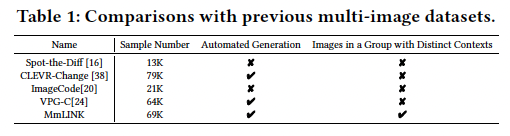 Table 1: Comparisons with previous multi-image datasets.
Name Sample Number Automated Generation Images in a Group with Distinct Contexts
Spot-the-Diff [16] 13K ✘ ✘
CLEVR-Change [38] 79K ✔ ✘
ImageCode[20] 21K ✘ ✘
VPG-C[24] 64K ✔ ✘
MmLINK 69K ✔ ✔